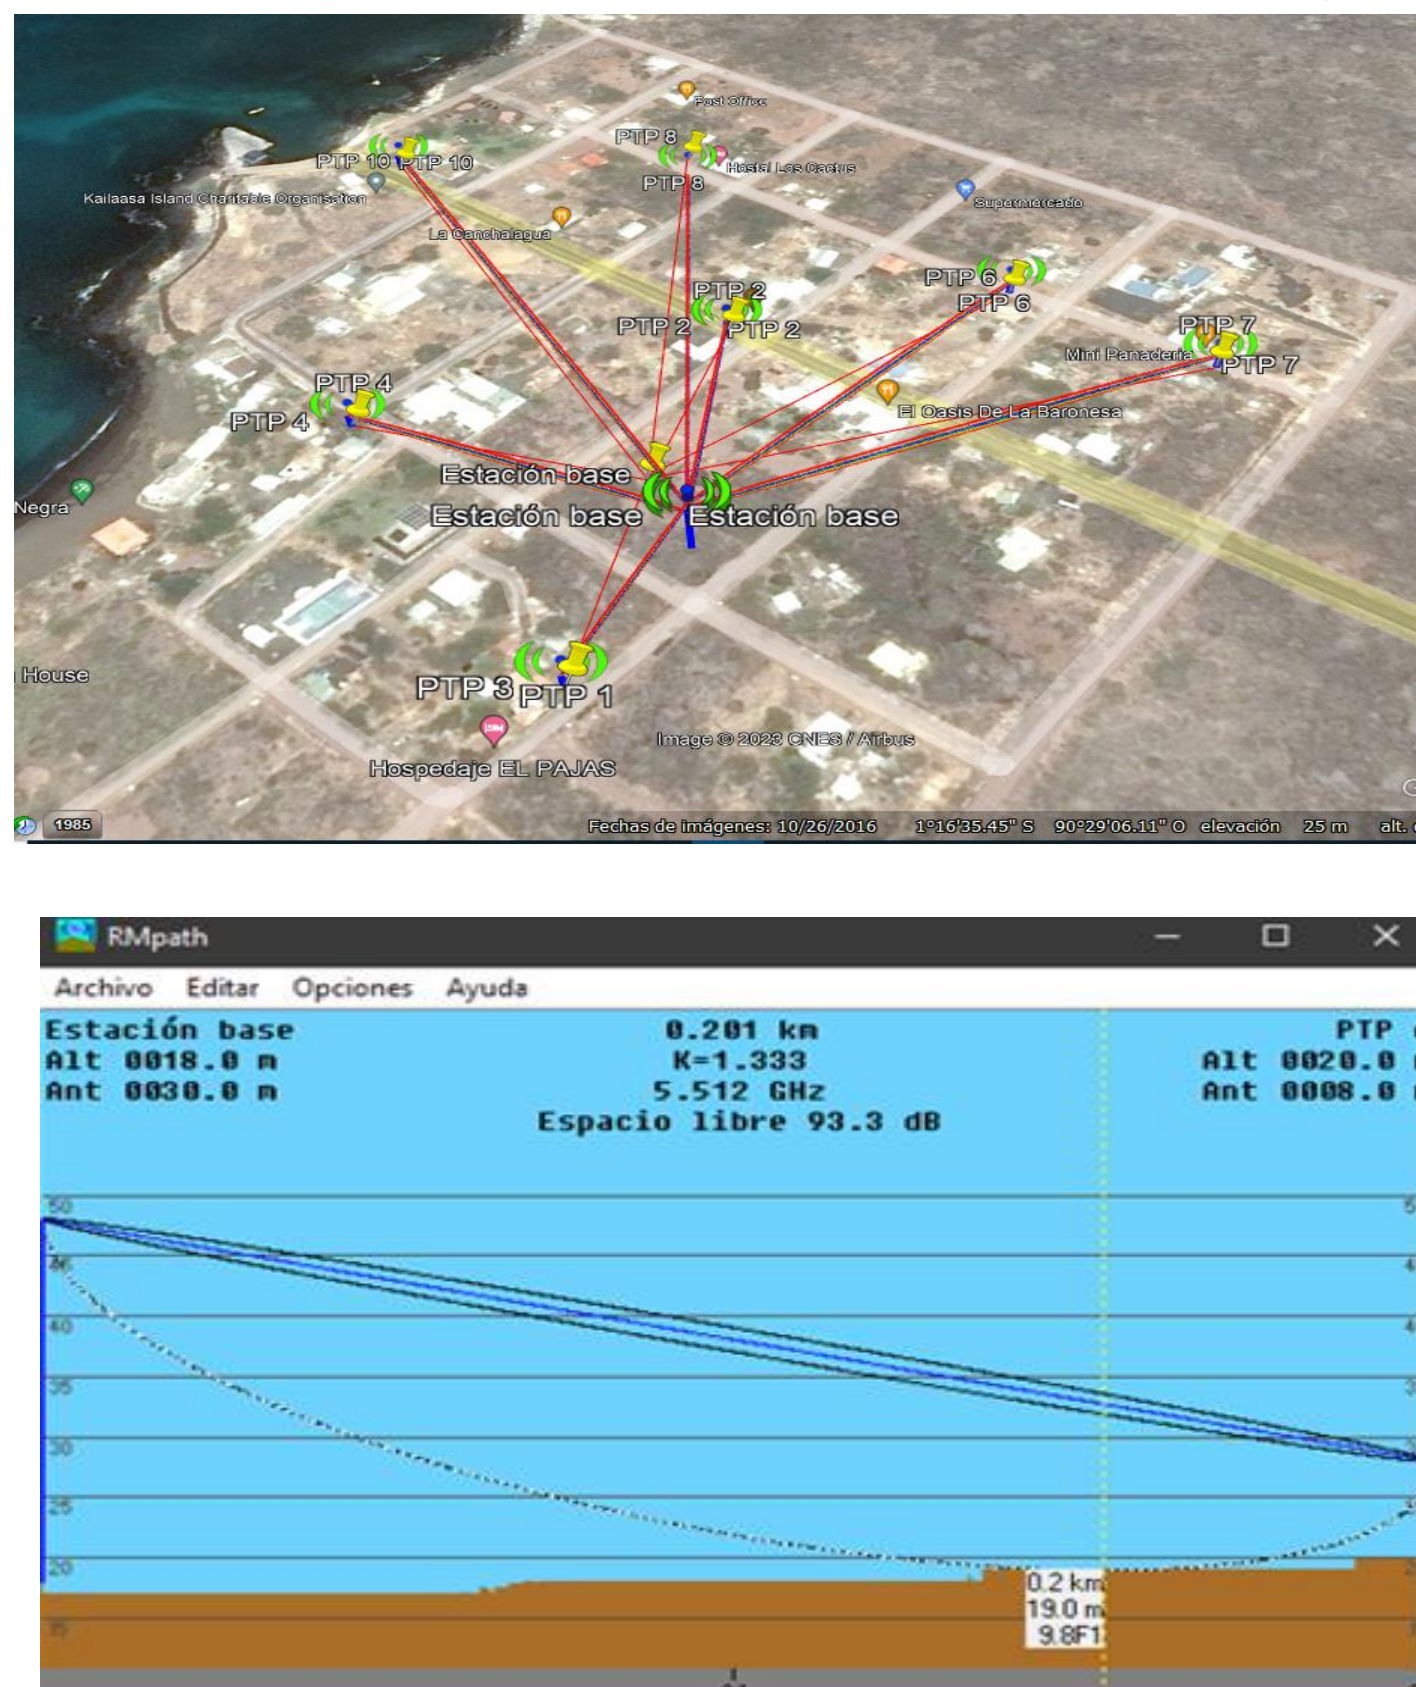 Post Office
PTP 8
PTP 10 PTP 10
Hostal Los Cactus
PTP 8
Kailaasa Island Charitable Organisation
Supermercado
La Canchalagua
PTP 6
PTP 2
PTP 6
PTP 2 PTP 2
PTP 7
Mini Panaderia
PTP 7
PTP 4
PTP 4
El Oasis De La Baronesa
Estación base
Negra
Estación base Estación base
House
PTP 3 PTP 1
Image © 2023 CNES / Airbus
Hospedaje EL PAJAS
1985 Fechas de imágenes: 10/26/2016 1°16'35.45" S 90°29'06.11" O elevación 25 m alt.
RMpath
Archivo Editar Opciones Ayuda
Estación base 0.201 km PTP
Alt 0018.0 m K=1.333 Alt 0020.0
Ant 0030.0 m 5.512 GHz Ant 0008.0
Espacio libre 93.3 dB
50
45
40
35
30
25
20
0.2 km
19.0 m
15
9.8F1